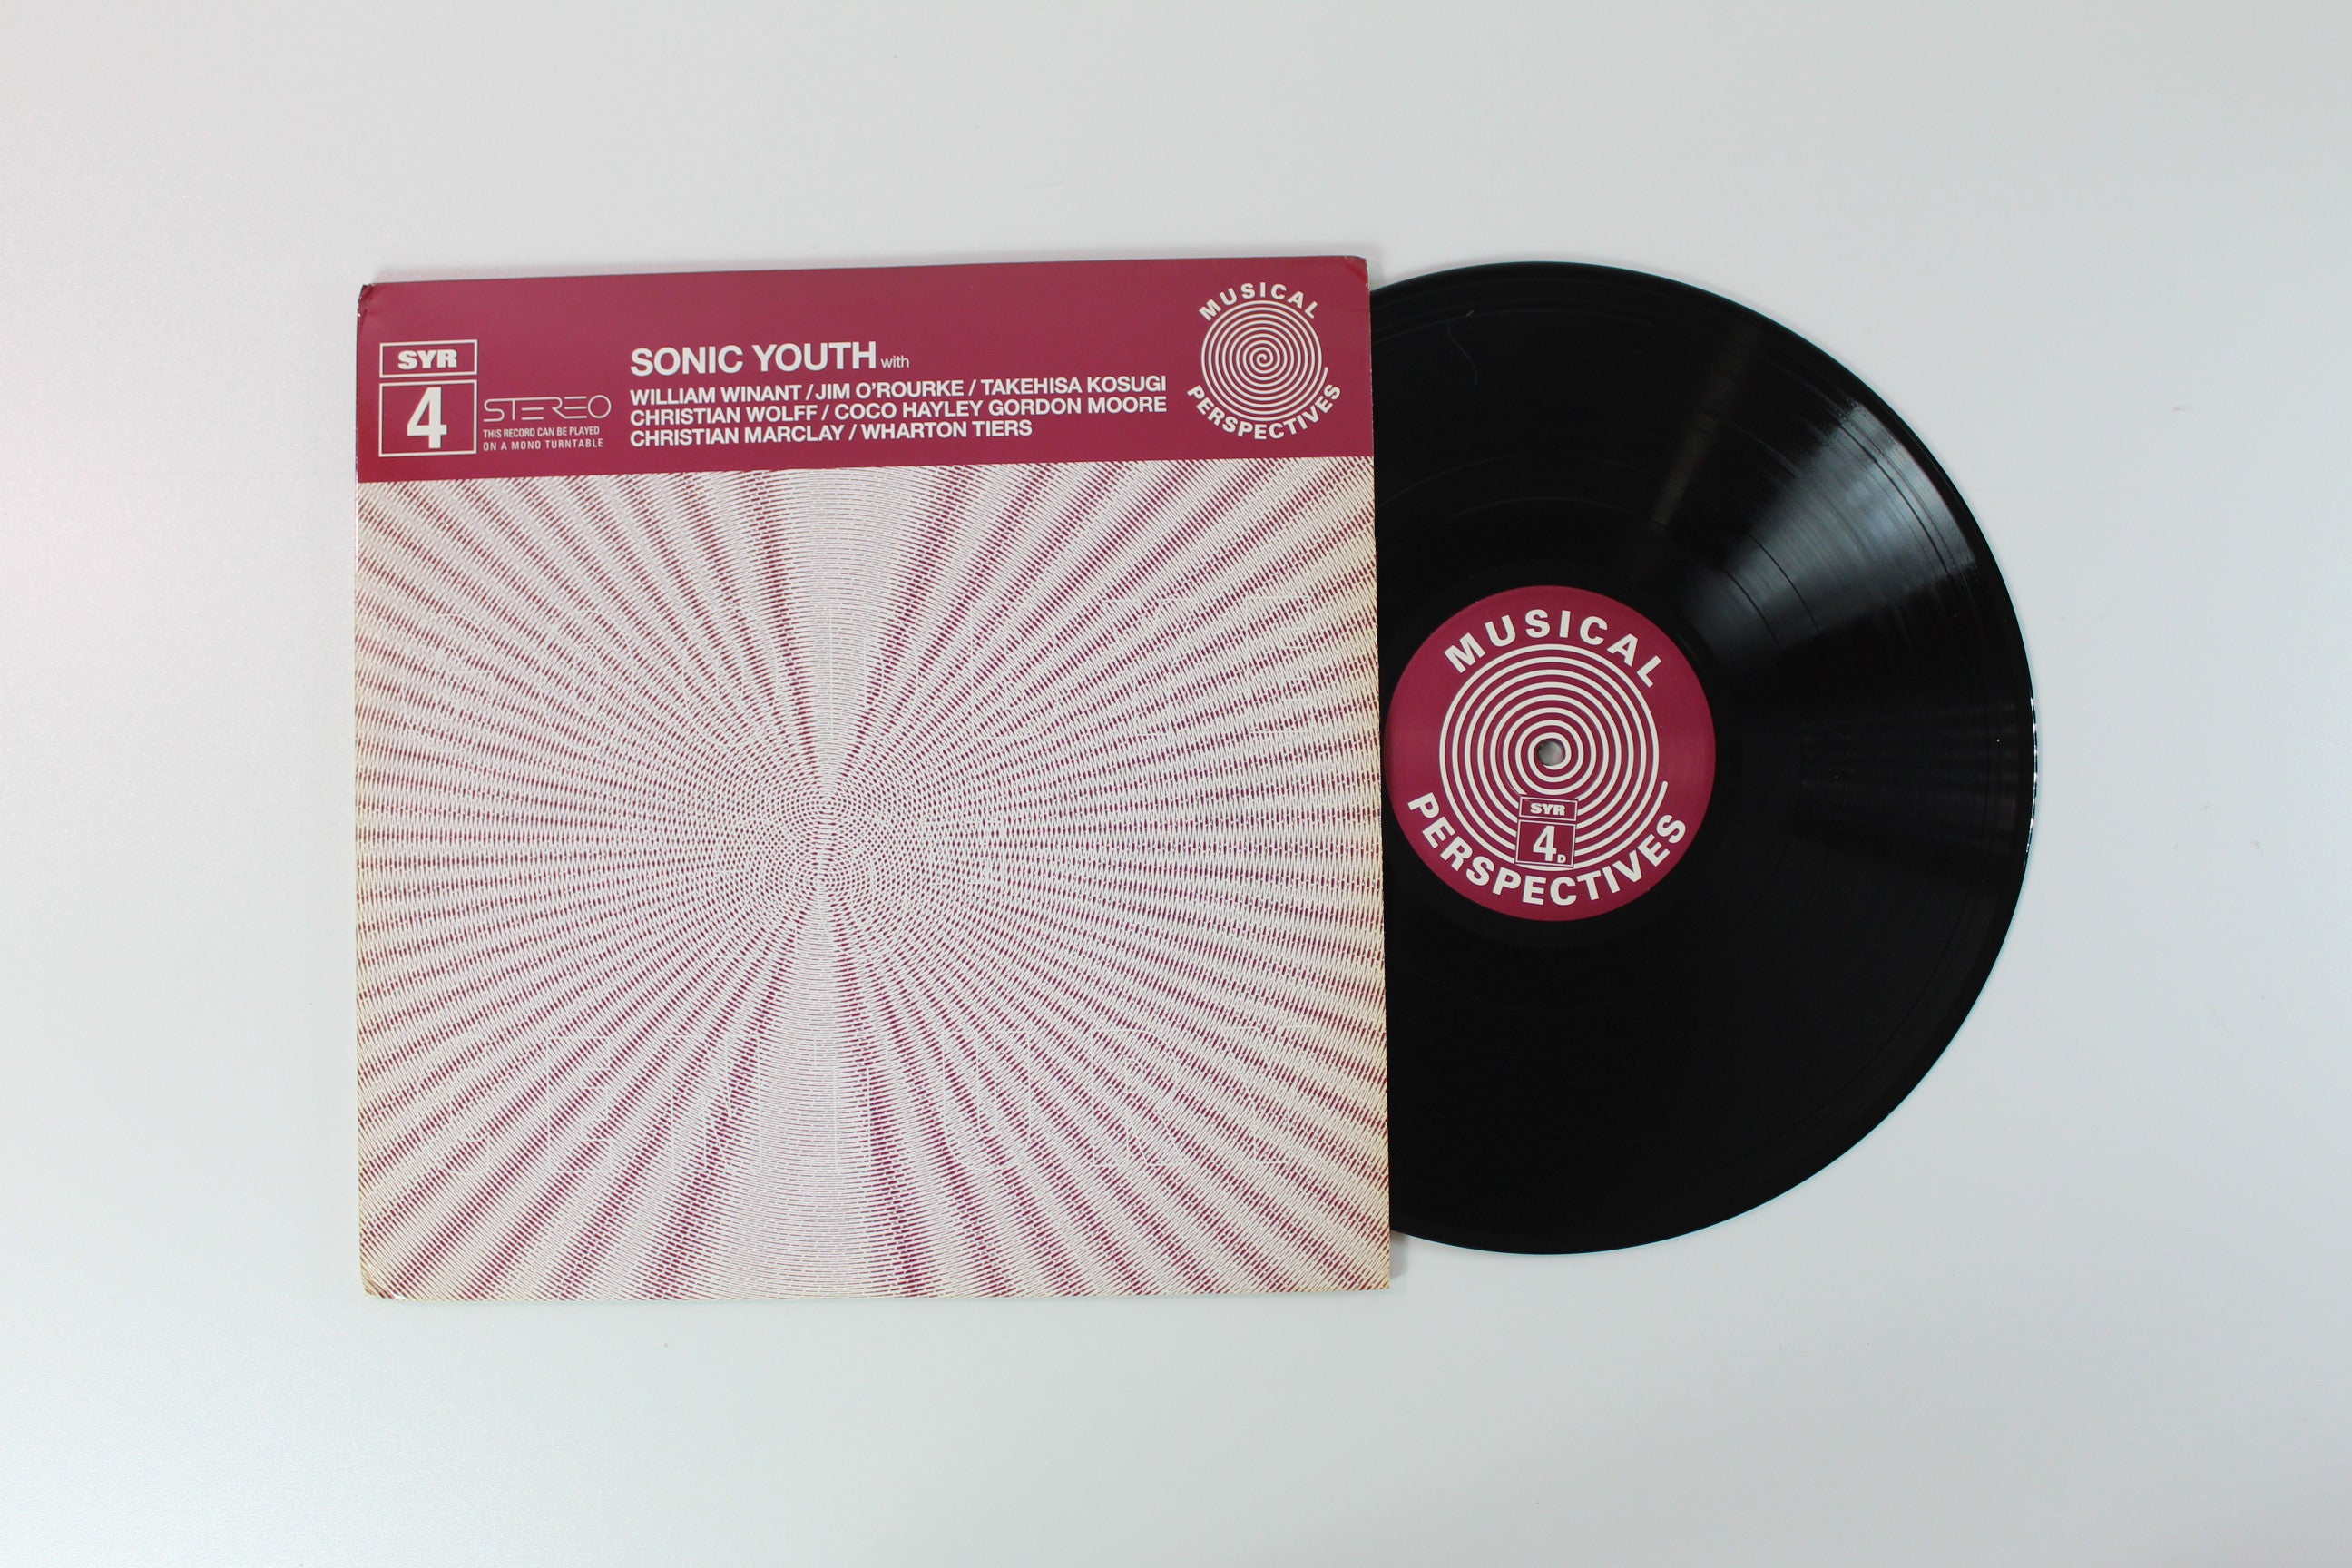 SYR
4
STEREO
THIS RECORD CAN BE PLAYED
ON A MONO TURNTABLE
SONIC YOUTH with
WILLIAM WINANT / JIM O'ROURKE / TAKEHISA KOSUGI
CHRISTIAN WOLFF / COCO HAYLEY GORDON MOORE
CHRISTIAN MARCLAY / WHARTON TIERS
MUSICAL
PERSPECTIVES
MUSICAL
SYR
4D
PERSPECTIVES